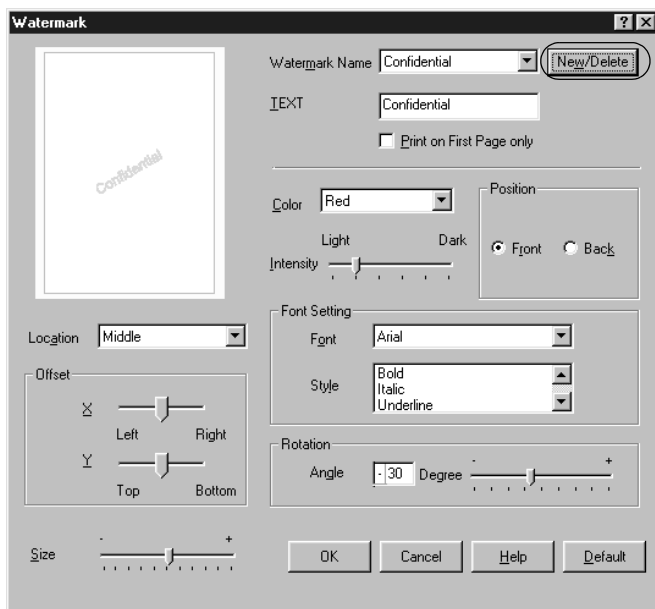 Watermark
Confidential
Watermark Name Confidential New/Delete
TEXT Confidential
Print on First Page only
Color Red
Light Dark
Intensity
Position
Front Back
Location Middle
Offset
X
Left Right
Y
Top Bottom
Size - +
Font Setting
Font Arial
Style Bold
Italic
Underline
Rotation
Angle -30 Degree - +
OK Cancel Help Default